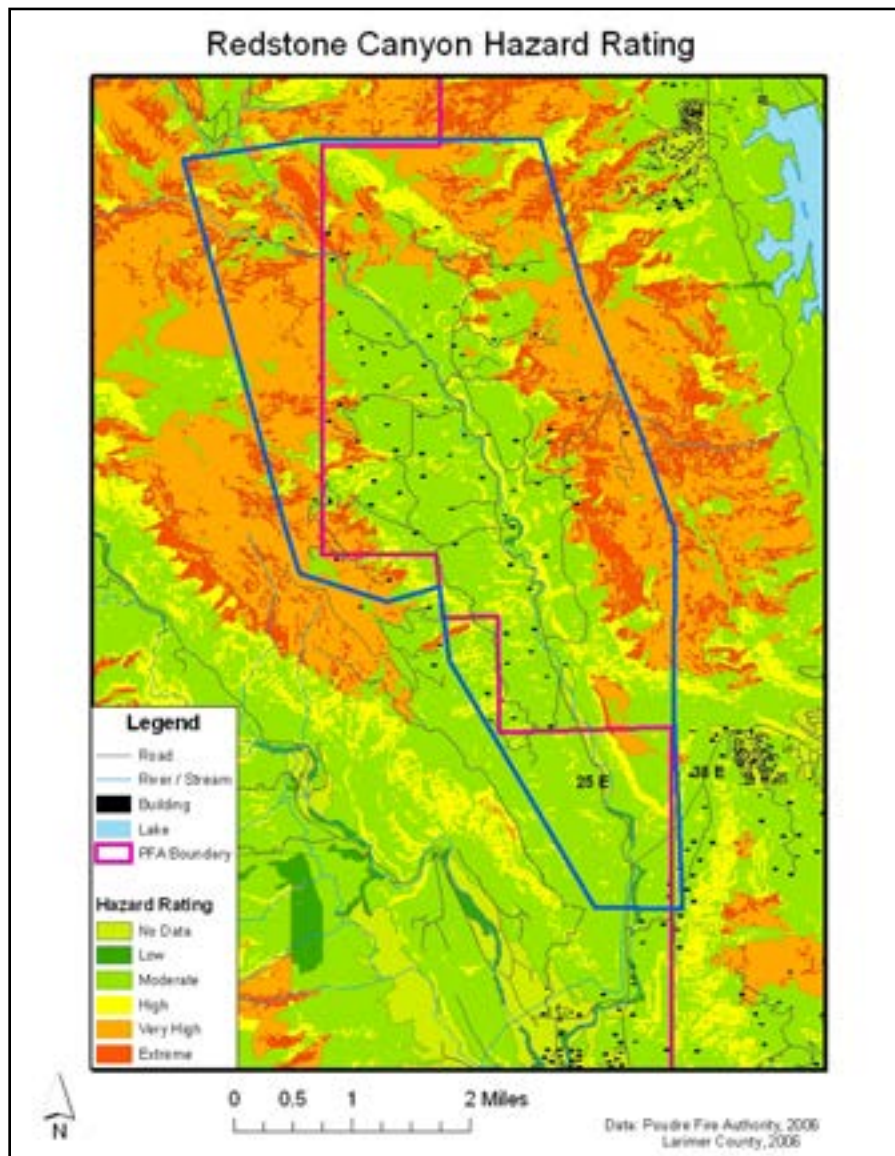 Redstone Canyon Hazard Rating
25 E
38 E
Legend
Road
River / Stream
Building
Lake
PFA Boundary
Hazard Rating
No Data
Low
Moderate
High
Very High
Extreme
N
0 0.5 1 2 Miles
Data: Poudre Fire Authority, 2006
Larimer County, 2006